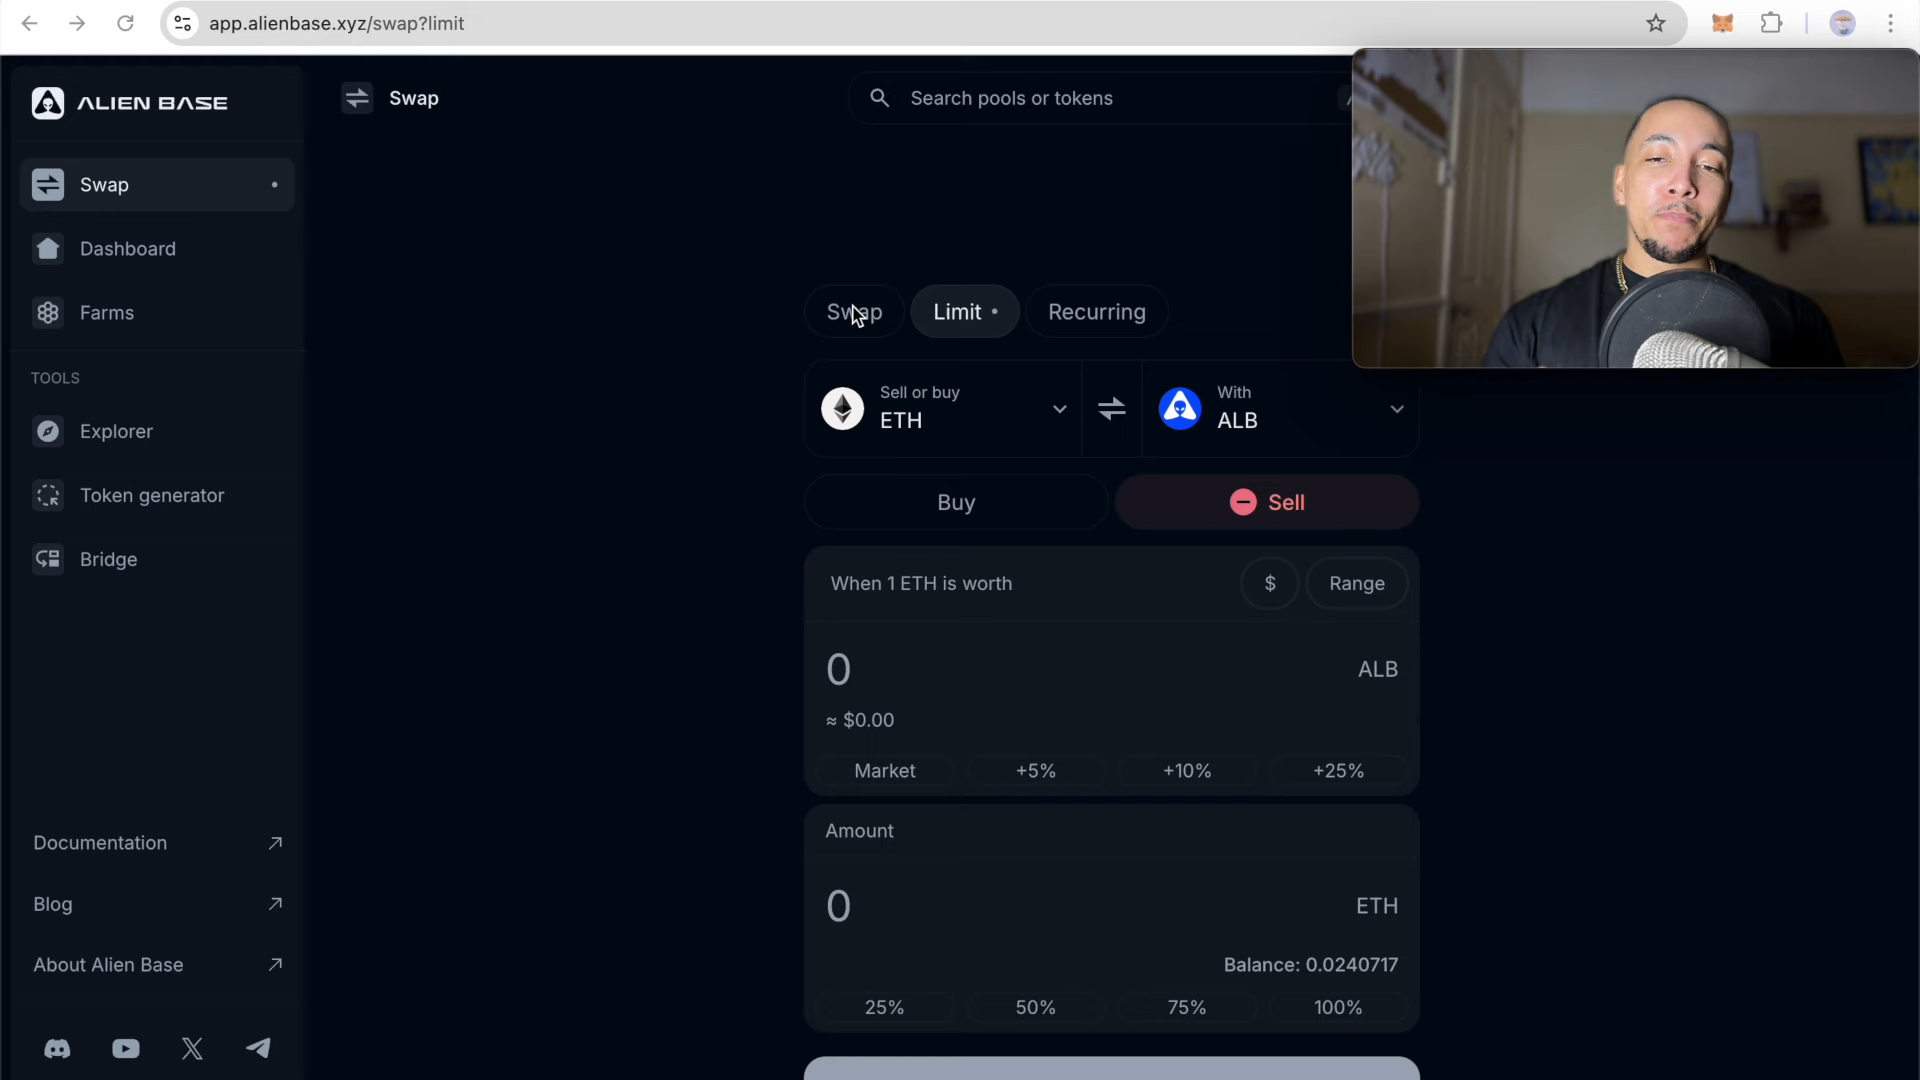 app.alienbase.xyz/swap?limit
ALIEN BASE
Swap
Search pools or tokens
Swap
Dashboard
Farms
TOOLS
Explorer
Token generator
Bridge
Documentation
Blog
About Alien Base
Swap
Limit
Recurring
Sell or buy
ETH
With
ALB
Buy
Sell
When 1 ETH is worth
$
Range
0
ALB
≈ $0.00
Market
+5%
+10%
+25%
Amount
0
ETH
Balance: 0.0240717
25%
50%
75%
100%